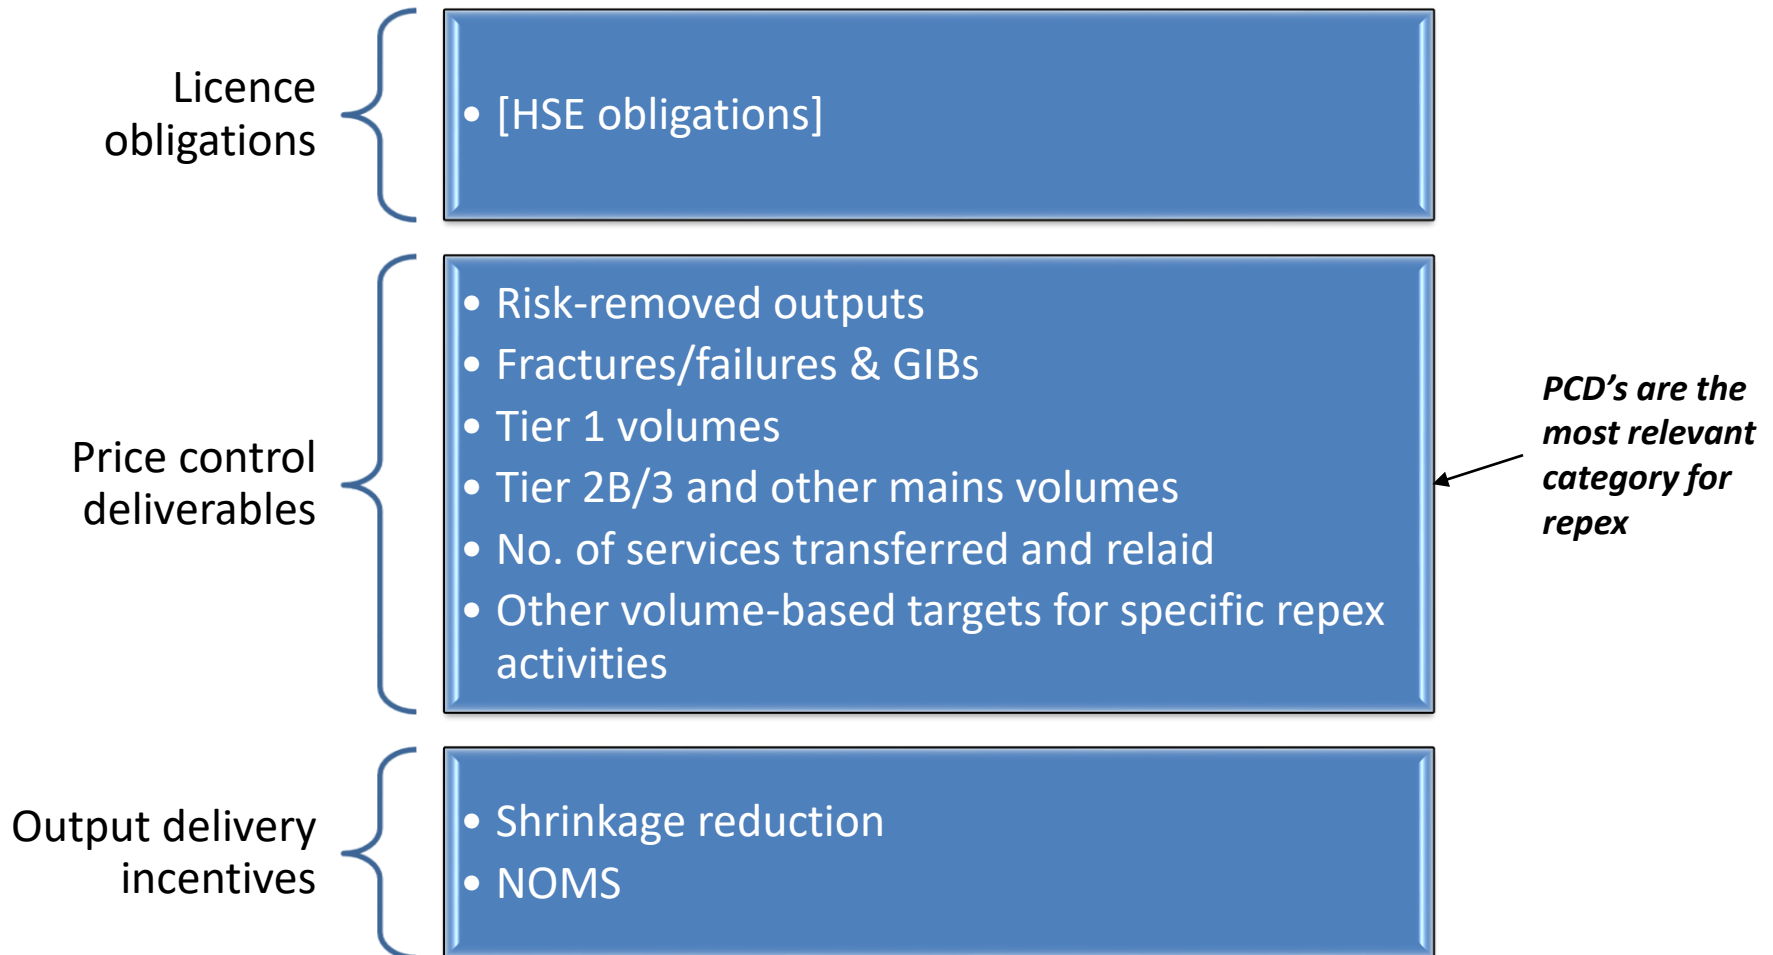 Licence
obligations
• [HSE obligations]
Price control
deliverables
• Risk-removed outputs
• Fractures/failures & GIBs
• Tier 1 volumes
• Tier 2B/3 and other mains volumes
• No. of services transferred and relaid
• Other volume-based targets for specific repex
activities
PCD’s are the
most relevant
category for
repex
Output delivery
incentives
• Shrinkage reduction
• NOMS